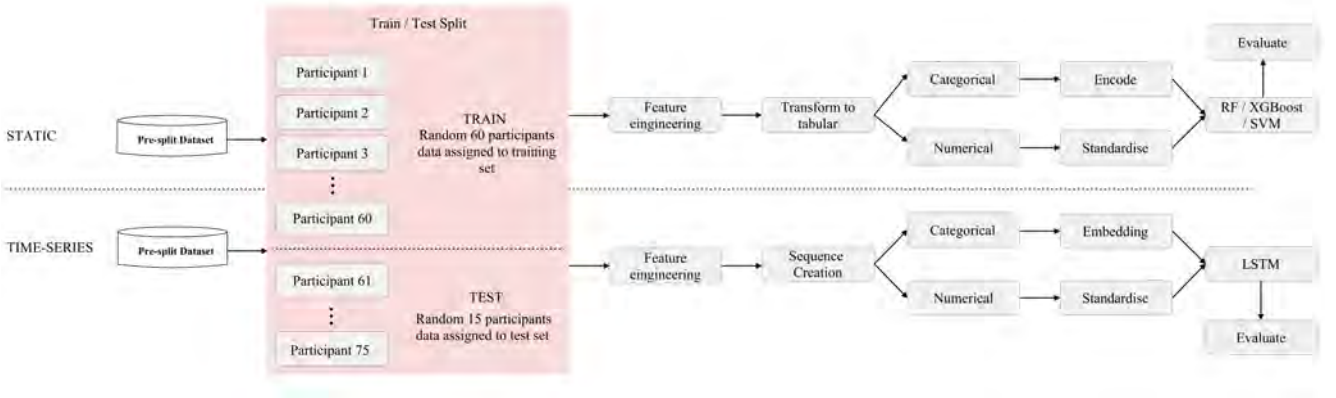 Train / Test Split
Participant 1
Participant 2
Participant 3
Participant 60
TRAIN
Random 60 participants
data assigned to training
set
Participant 61
Participant 75
TEST
Random 15 participants
data assigned to test set
STATIC
Pre-split Dataset
Feature
eingineering
Transform to
tabular
Categorical
Encode
Numerical
Standardise
RF / XGBoost
/ SVM
Evaluate
TIME-SERIES
Pre-split Dataset
Feature
eingineering
Sequence
Creation
Categorical
Embedding
Numerical
Standardise
LSTM
Evaluate